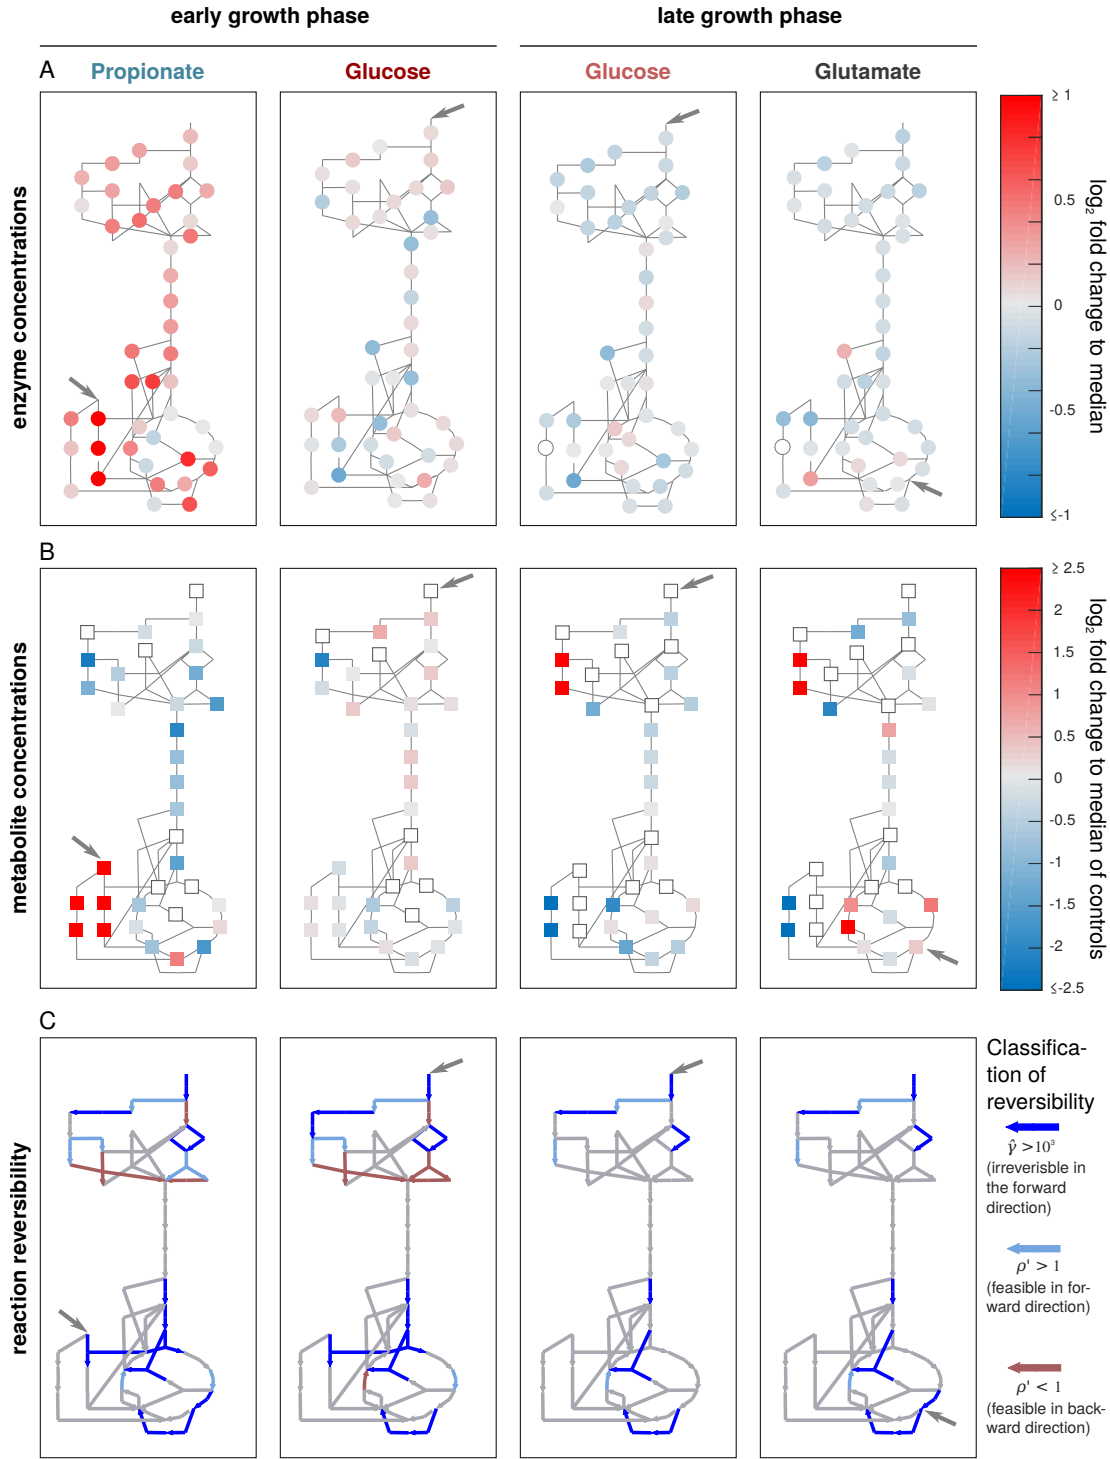 early growth phase
late growth phase
A
Propionate
Glucose
Glucose
Glutamate
enzyme concentrations
≥ 1
0.5
0
-0.5
≤-1
log2 fold change to median
B
metabolite concentrations
≥ 2.5
2
1.5
1
0.5
0
-0.5
-1
-1.5
-2
≤-2.5
log2 fold change to median of controls
C
reaction reversibility
Classifica-
tion of
reversibility
γ̂ >10³
(irreverisble in
the forward
direction)
ρ' > 1
(feasible in for-
ward direction)
ρ' < 1
(feasible in back-
ward direction)